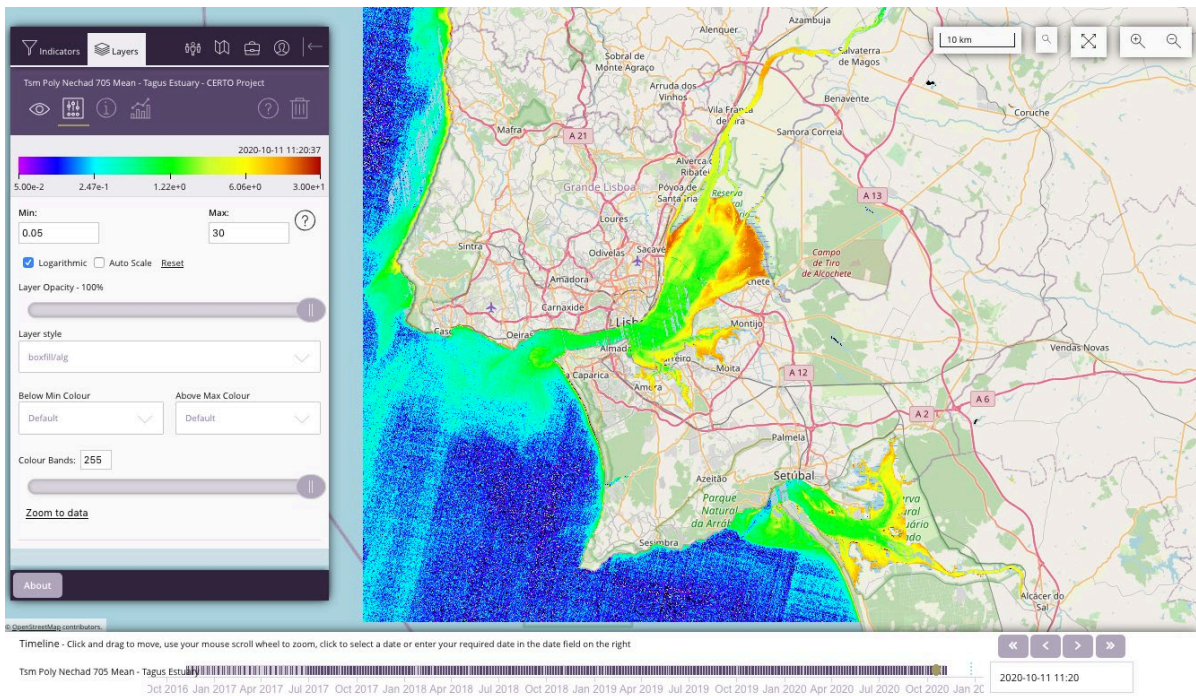 Indicators
Layers
Tsm Poly Nechad 705 Mean - Tagus Estuary - CERTO Project
2020-10-11 11:20:37
5.00e-2 2.47e-1 1.22e+0 6.06e+0 3.00e+1
Min: Max:
0.05 30
Logarithmic Auto Scale Reset
Layer Opacity - 100%
Layer style
boxfill/alg
Below Min Colour Above Max Colour
Default Default
Colour Bands: 255
Zoom to data
About
© OpenStreetMap contributors.
10 km
Azambuja
Alenquer
Sobral de
Monte Agraço
Salvaterra
de Magos
Arruda dos
Vinhos
Benavente
Coruche
Vila Franca
de Xira
Mafra
A 21
Samora Correia
Alverca
Grande Lisboa
Póvoa de
Reserva
A 13
Loures
Sintra
Odivelas
Campo
de Tiro
de Alcochete
Amadora
Carnaxide
Oeiras
Montijo
Almada
Vendas Novas
Moita
A 12
Caparica
Amora
A 6
A 2
Palmela
Azeitão
Setúbal
Parque
Natural
Sesimbra
Alcácer do
Sal
Timeline - Click and drag to move, use your mouse scroll wheel to zoom, click to select a date or enter your required date in the date field on the right
Tsm Poly Nechad 705 Mean - Tagus Estuary
Oct 2016 Jan 2017 Apr 2017 Jul 2017 Oct 2017 Jan 2018 Apr 2018 Jul 2018 Oct 2018 Jan 2019 Apr 2019 Jul 2019 Oct 2019 Jan 2020 Apr 2020 Jul 2020 Oct 2020
2020-10-11 11:20